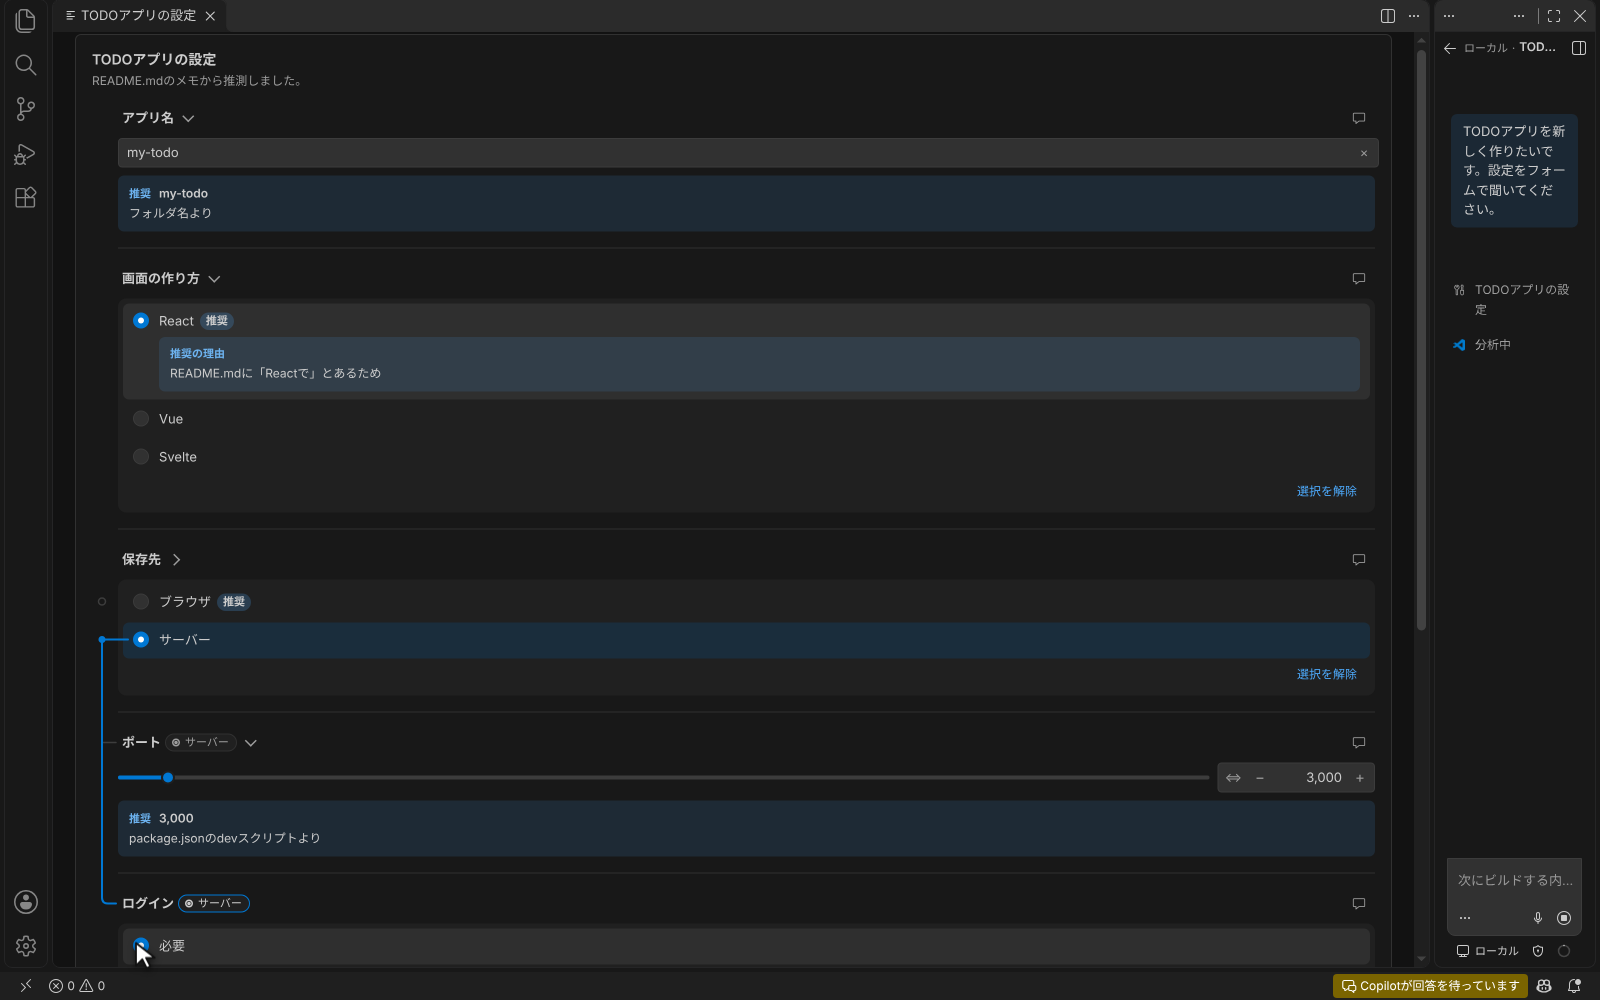 TODOアプリの設定
TODOアプリの設定
README.mdのメモから推測しました。
アプリ名
my-todo
推奨 my-todo
フォルダ名より
画面の作り方
React 推奨
推奨の理由
README.mdに「Reactで」とあるため
Vue
Svelte
選択を解除
保存先
ブラウザ 推奨
サーバー
選択を解除
ポート サーバー
3,000
推奨 3,000
package.jsonのdevスクリプトより
ログイン サーバー
必要
ローカル · TOD...
TODOアプリを新
しく作りたいで
す。設定をフォー
ムで聞いてくだ
さい。
TODOアプリの設
定
分析中
次にビルドする内...
ローカル
0 0
Copilotが回答を待っています